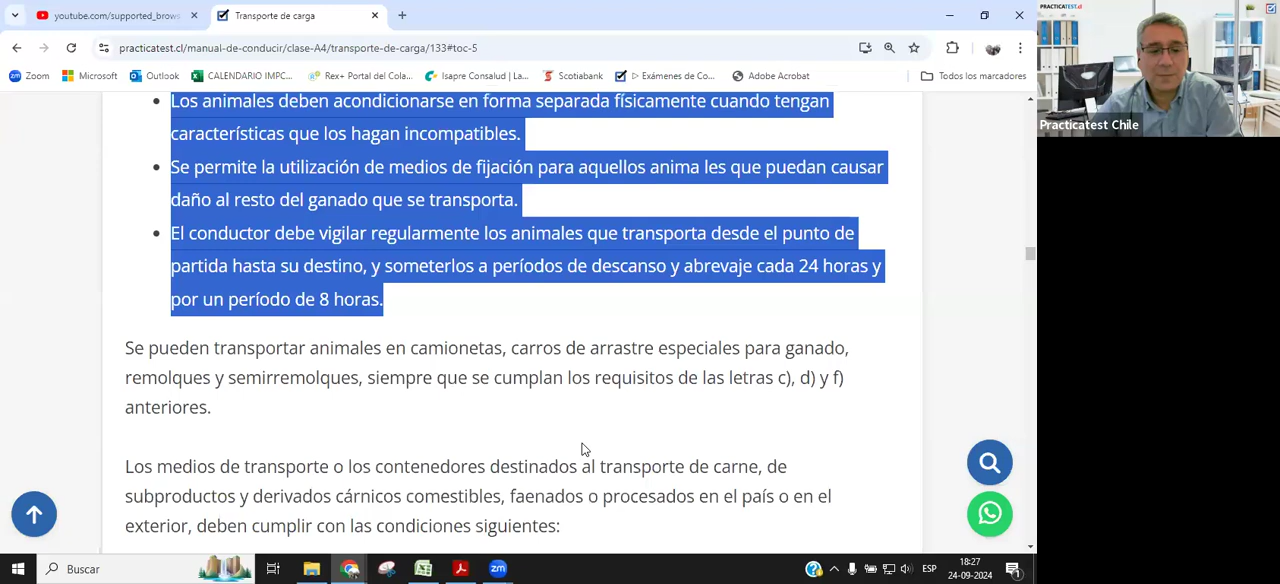 youtube.com/supported_brows
Transporte de carga
practicatest.cl/manual-de-conducir/clase-A4/transporte-de-carga/133#toc-5
Zoom
Microsoft
Outlook
CALENDARIO IMPC...
Rex+ Portal del Cola...
Isapre Consalud | La...
Scotiabank
Exámenes de Co...
Adobe Acrobat
Todos los marcadores
PRACTICATEST.cl
Practicatest Chile
Los animales deben acondicionarse en forma separada físicamente cuando tengan
características que los hagan incompatibles.
Se permite la utilización de medios de fijación para aquellos anima les que puedan causar
daño al resto del ganado que se transporta.
El conductor debe vigilar regularmente los animales que transporta desde el punto de
partida hasta su destino, y someterlos a períodos de descanso y abrevaje cada 24 horas y
por un período de 8 horas.
Se pueden transportar animales en camionetas, carros de arrastre especiales para ganado,
remolques y semirremolques, siempre que se cumplan los requisitos de las letras c), d) y f)
anteriores.
Los medios de transporte o los contenedores destinados al transporte de carne, de
subproductos y derivados cárnicos comestibles, faenados o procesados en el país o en el
exterior, deben cumplir con las condiciones siguientes:
Buscar
zm
ESP
18:27
24-09-2024
1